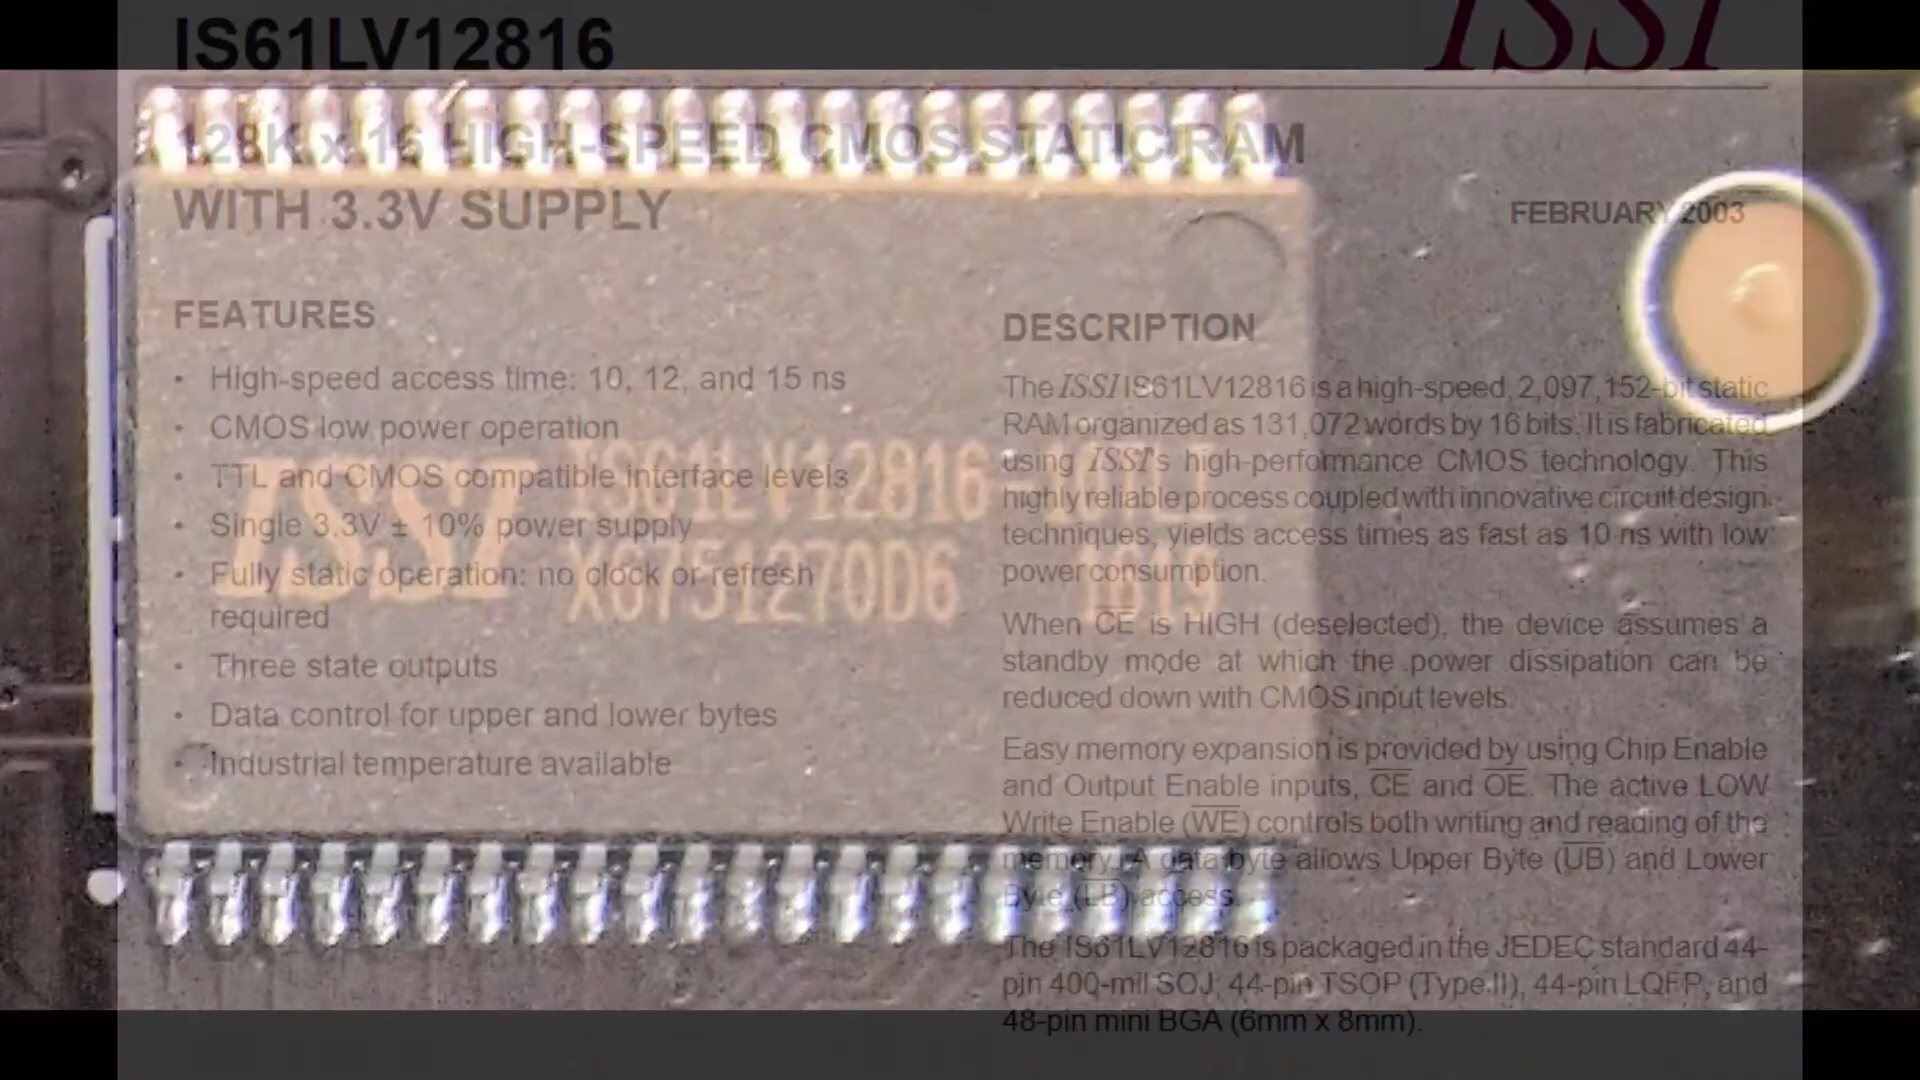 IS61LV12816
ISSI
128K x 16 HIGH-SPEED CMOS STATIC RAM
WITH 3.3V SUPPLY
FEBRUARY 2003
FEATURES
• High-speed access time: 10, 12, and 15 ns
• CMOS low power operation
• TTL and CMOS compatible interface levels
• Single 3.3V ± 10% power supply
• Fully static operation: no clock or refresh
required
• Three state outputs
• Data control for upper and lower bytes
• Industrial temperature available
DESCRIPTION
The ISSI IS61LV12816 is a high-speed, 2,097,152-bit static
RAM organized as 131,072 words by 16 bits. It is fabricated
using ISSI's high-performance CMOS technology. This
highly reliable process coupled with innovative circuit design
techniques, yields access times as fast as 10 ns with low
power consumption.
When CE is HIGH (deselected), the device assumes a
standby mode at which the power dissipation can be
reduced down with CMOS input levels.
Easy memory expansion is provided by using Chip Enable
and Output Enable inputs, CE and OE. The active LOW
Write Enable (WE) controls both writing and reading of the
memory. A data byte allows Upper Byte (UB) and Lower
Byte (LB) access.
The IS61LV12816 is packaged in the JEDEC standard 44-
pin 400-mil SOJ, 44-pin TSOP (Type II), 44-pin LQFP, and
48-pin mini BGA (6mm x 8mm).
ISSI
IS61LV12816-10TLI
X6751270D6 1619